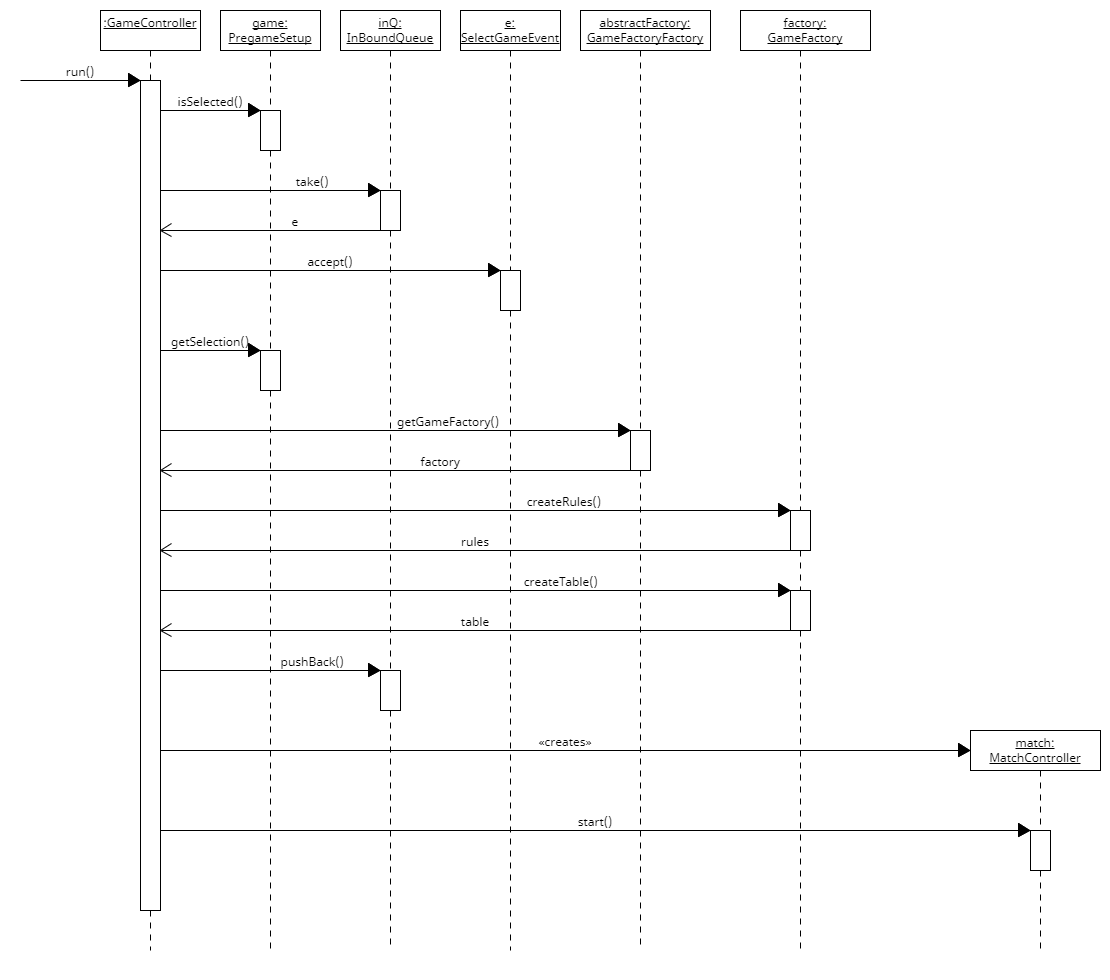 :GameController
game:
PregameSetup
inQ:
InBoundQueue
e:
SelectGameEvent
abstractFactory:
GameFactoryFactory
factory:
GameFactory
run()
isSelected()
take()
e
accept()
getSelection()
getGameFactory()
factory
createRules()
rules
createTable()
table
pushBack()
«creates»
match:
MatchController
start()